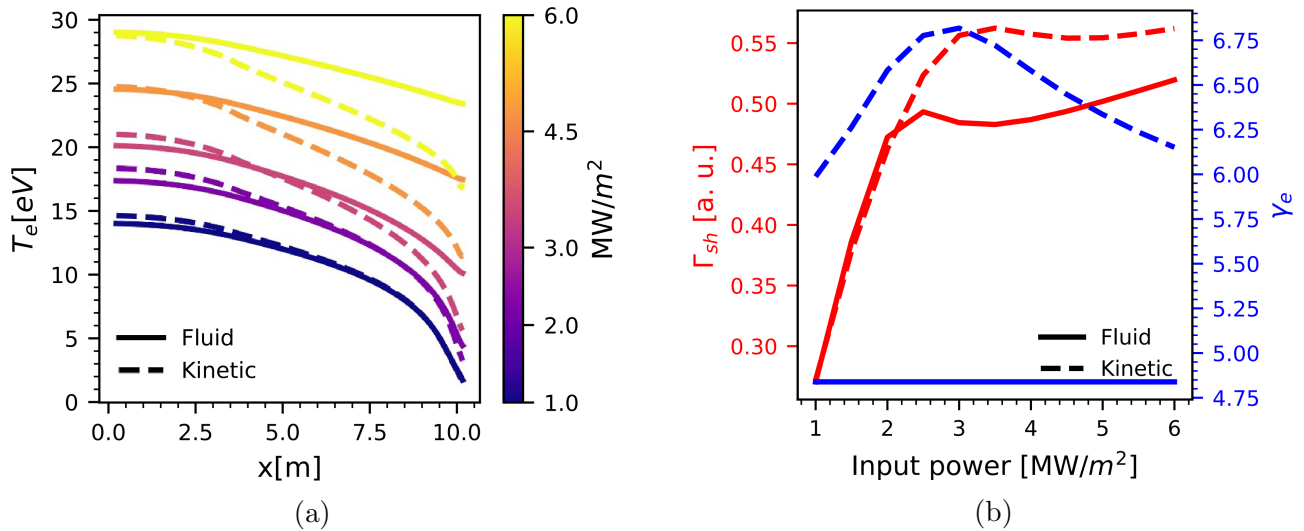 30
25
20
15
10
5
0
T_e[eV]
Fluid
Kinetic
0.0 2.5 5.0 7.5 10.0
x[m]
6.0
4.5
3.0
2.0
1.0
MW/m²
(a)
0.55
0.50
0.45
0.40
0.35
0.30
Γ_sh [a. u.]
Fluid
Kinetic
1 2 3 4 5 6
Input power [MW/m²]
6.75
6.50
6.25
6.00
5.75
5.50
5.25
5.00
4.75
γ_e
(b)